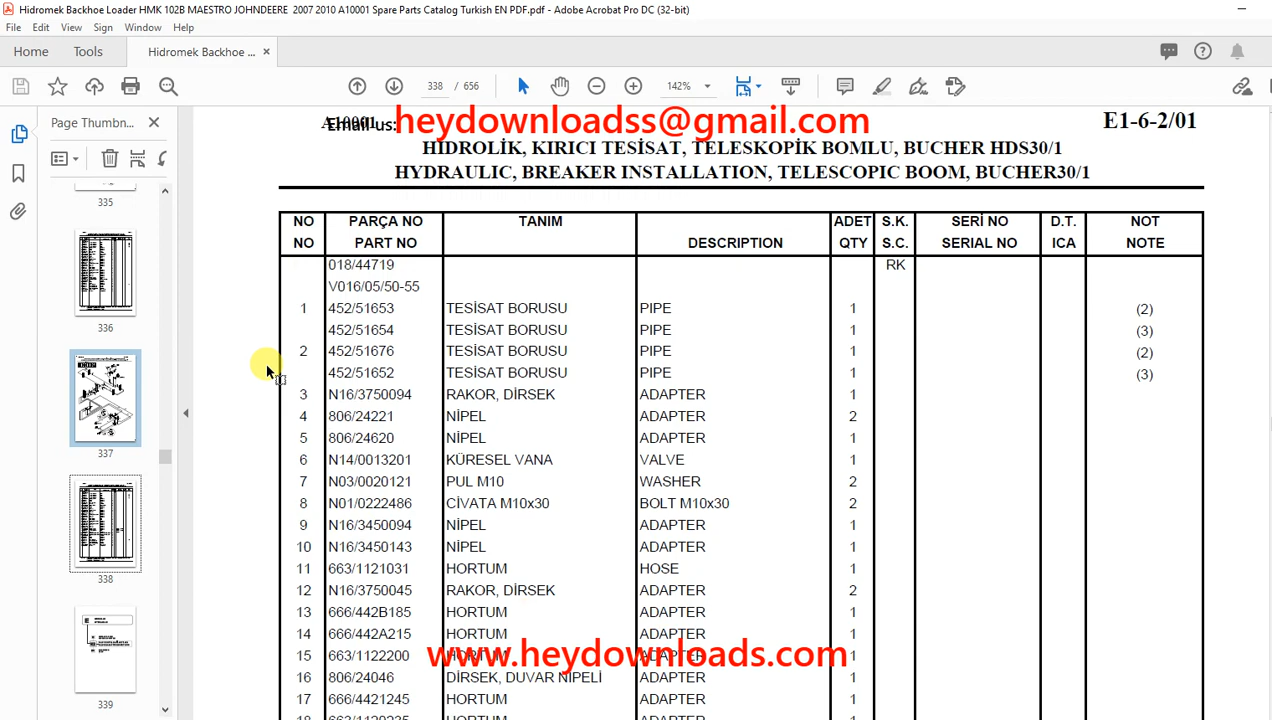 Hidromek Backhoe Loader HMK 102B MAESTRO JOHNDEERE 2007 2010 A10001 Spare Parts Catalog Turkish EN PDF.pdf - Adobe Acrobat Pro DC (32-bit)
File Edit View Sign Window Help
Home Tools Hidromek Backhoe ... ×
338 / 656 142%
Page Thumbn...
335
336
337
338
339
A10001 E1-6-2/01
Email us: heydownloadss@gmail.com
HİDROLİK, KIRICI TESİSAT, TELESKOPİK BOMLU, BUCHER HDS30/1
HYDRAULIC, BREAKER INSTALLATION, TELESCOPIC BOOM, BUCHER30/1
NO PARÇA NO TANIM ADET S.K. SERİ NO D.T. NOT
NO PART NO DESCRIPTION QTY S.C. SERIAL NO ICA NOTE
018/44719 RK
V016/05/50-55
1 452/51653 TESİSAT BORUSU PIPE 1 (2)
452/51654 TESİSAT BORUSU PIPE 1 (3)
2 452/51676 TESİSAT BORUSU PIPE 1 (2)
452/51652 TESİSAT BORUSU PIPE 1 (3)
3 N16/3750094 RAKOR, DİRSEK ADAPTER 1
4 806/24221 NİPEL ADAPTER 2
5 806/24620 NİPEL ADAPTER 1
6 N14/0013201 KÜRESEL VANA VALVE 1
7 N03/0020121 PUL M10 WASHER 2
8 N01/0222486 CİVATA M10x30 BOLT M10x30 2
9 N16/3450094 NİPEL ADAPTER 1
10 N16/3450143 NİPEL ADAPTER 1
11 663/1121031 HORTUM HOSE 1
12 N16/3750045 RAKOR, DİRSEK ADAPTER 2
13 666/442B185 HORTUM ADAPTER 1
14 666/442A215 HORTUM ADAPTER 1
15 663/1122200 HORTUM ADAPTER 1
www.heydownloads.com
16 806/24046 DİRSEK, DUVAR NİPELİ ADAPTER 1
17 666/4421245 HORTUM ADAPTER 1